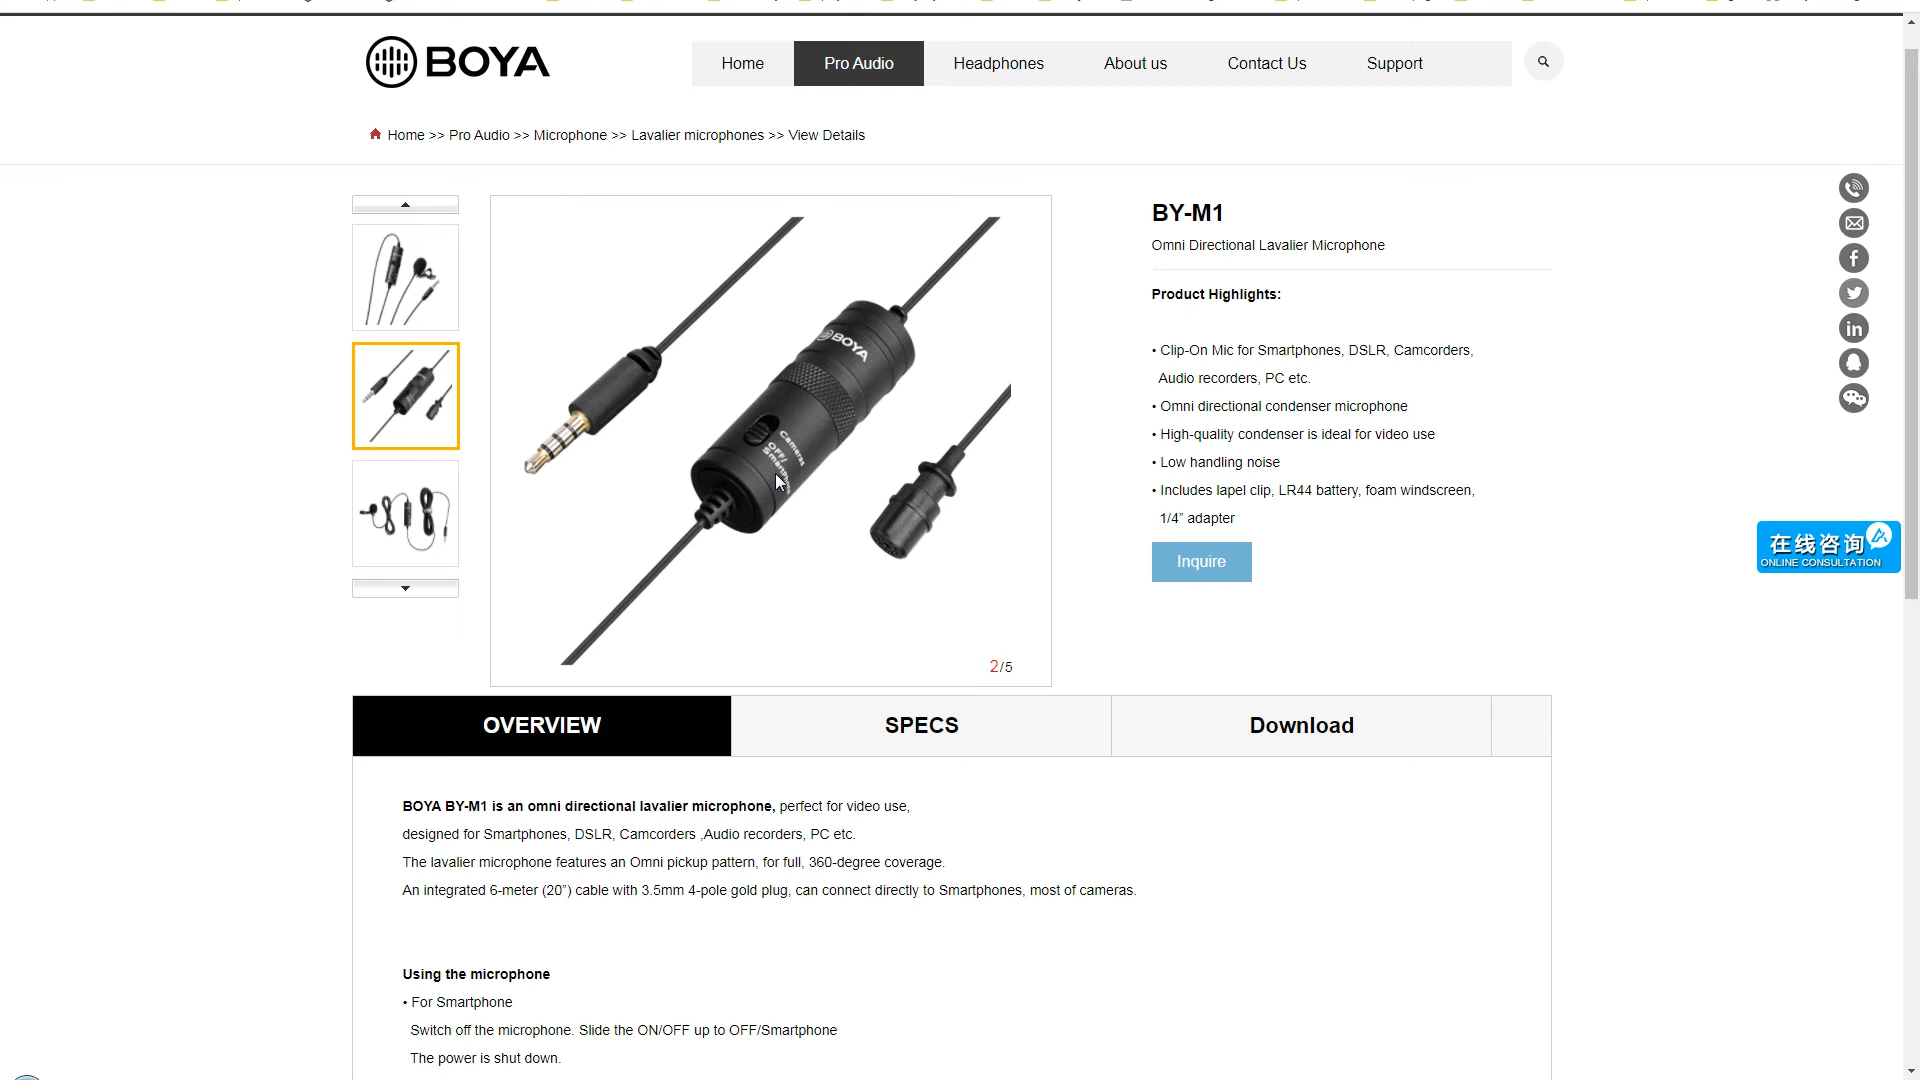 BOYA
Home
Pro Audio
Headphones
About us
Contact Us
Support
Home >> Pro Audio >> Microphone >> Lavalier microphones >> View Details
BOYA
Cameras
OFF/
Smartphone
2/5
BY-M1
Omni Directional Lavalier Microphone
Product Highlights:
• Clip-On Mic for Smartphones, DSLR, Camcorders,
Audio recorders, PC etc.
• Omni directional condenser microphone
• High-quality condenser is ideal for video use
• Low handling noise
• Includes lapel clip, LR44 battery, foam windscreen,
1/4” adapter
Inquire
在线咨询
ONLINE CONSULTATION
OVERVIEW
SPECS
Download
BOYA BY-M1 is an omni directional lavalier microphone, perfect for video use,
designed for Smartphones, DSLR, Camcorders ,Audio recorders, PC etc.
The lavalier microphone features an Omni pickup pattern, for full, 360-degree coverage.
An integrated 6-meter (20”) cable with 3.5mm 4-pole gold plug, can connect directly to Smartphones, most of cameras.
Using the microphone
• For Smartphone
Switch off the microphone. Slide the ON/OFF up to OFF/Smartphone
The power is shut down.